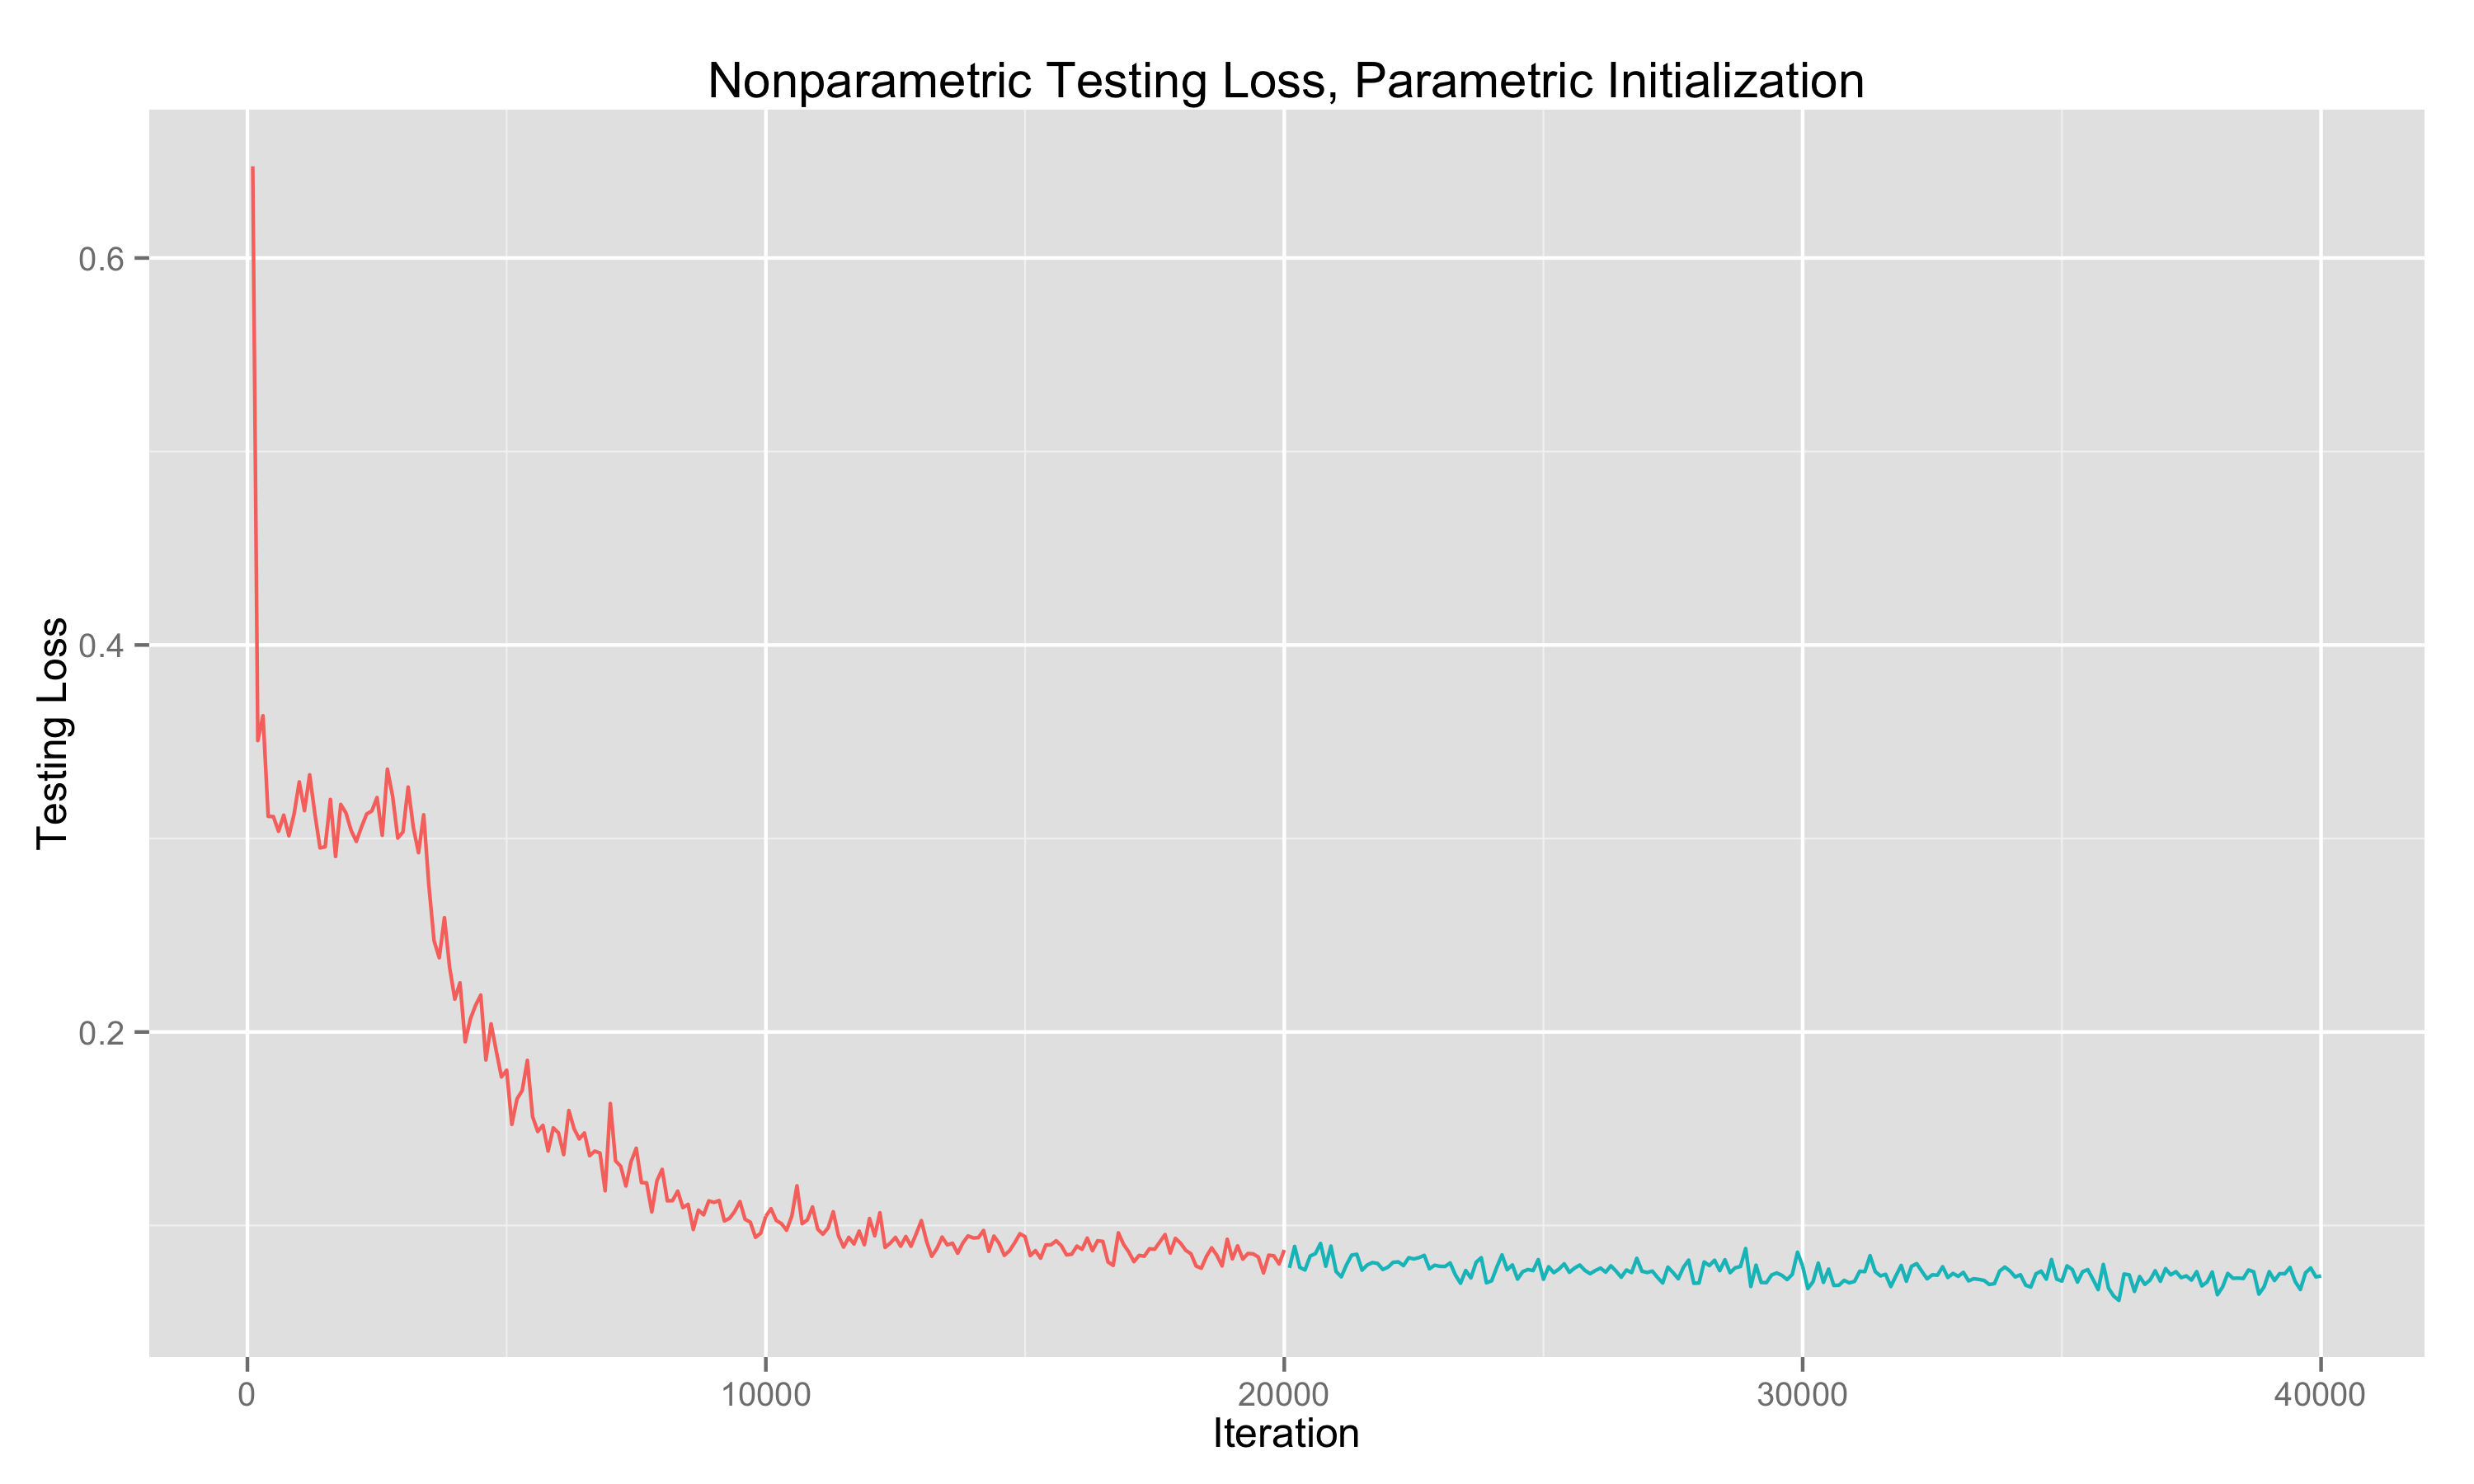 Nonparametric Testing Loss, Parametric Initialization
Testing Loss
0.6
0.4
0.2
0
10000
20000
30000
40000
Iteration